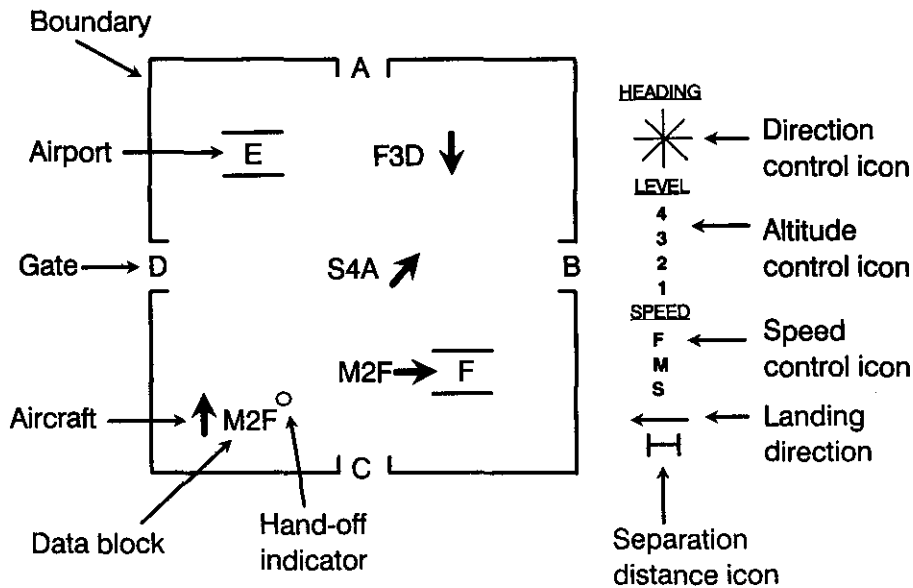 Boundary
A
HEADING
Airport
E
F3D
Direction
control icon
LEVEL
4
3
2
1
Altitude
control icon
Gate
D
S4A
B
SPEED
F
M
S
Speed
control icon
M2F
F
Aircraft
M2F
Landing
direction
C
Data block
Hand-off
indicator
Separation
distance icon